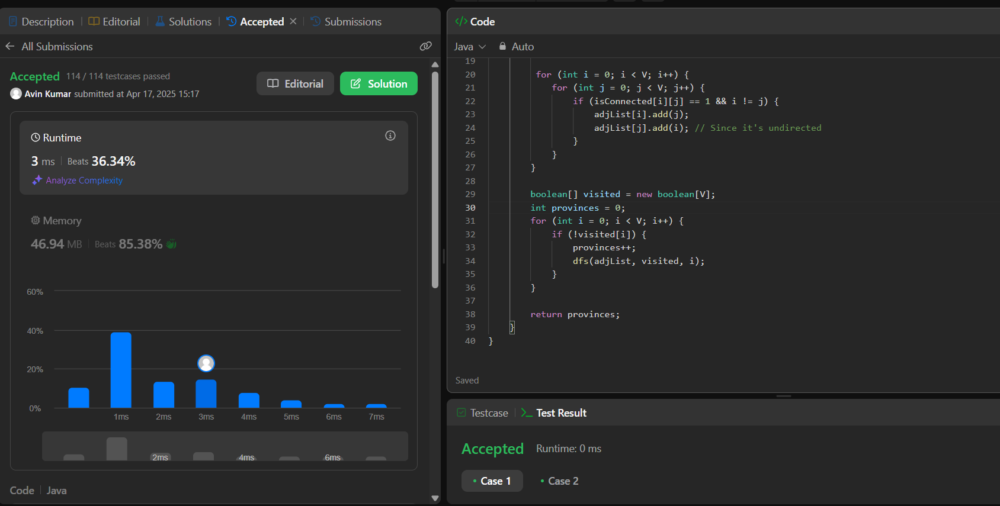 Description | Editorial | Solutions | Accepted ✕ | Submissions
All Submissions
Accepted 114 / 114 testcases passed
Avin Kumar submitted at Apr 17, 2025 15:17
Editorial
Solution
Runtime
3 ms | Beats 36.34%
Analyze Complexity
Memory
46.94 MB | Beats 85.38%
60%
40%
20%
0%
1ms 2ms 3ms 4ms 5ms 6ms 7ms
2ms 4ms 6ms
Code | Java
</> Code
Java Auto
19
20 for (int i = 0; i < V; i++) {
21 for (int j = 0; j < V; j++) {
22 if (isConnected[i][j] == 1 && i != j) {
23 adjList[i].add(j);
24 adjList[j].add(i); // Since it's undirected
25 }
26 }
27 }
28
29 boolean[] visited = new boolean[V];
30 int provinces = 0;
31 for (int i = 0; i < V; i++) {
32 if (!visited[i]) {
33 provinces++;
34 dfs(adjList, visited, i);
35 }
36 }
37
38 return provinces;
39 }
40 }
Saved
Testcase | >_ Test Result
Accepted Runtime: 0 ms
• Case 1 • Case 2